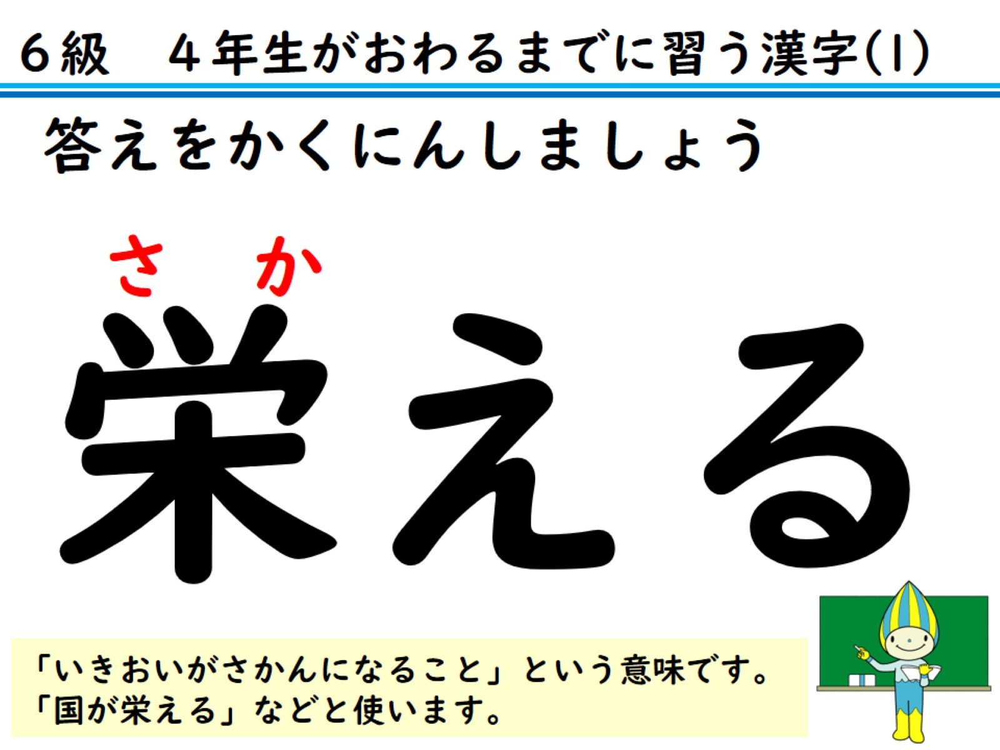 ６級　４年生がおわるまでに習う漢字(1)
答えをかくにんしましょう
さか
栄える
「いきおいがさかんになること」という意味です。
「国が栄える」などと使います。